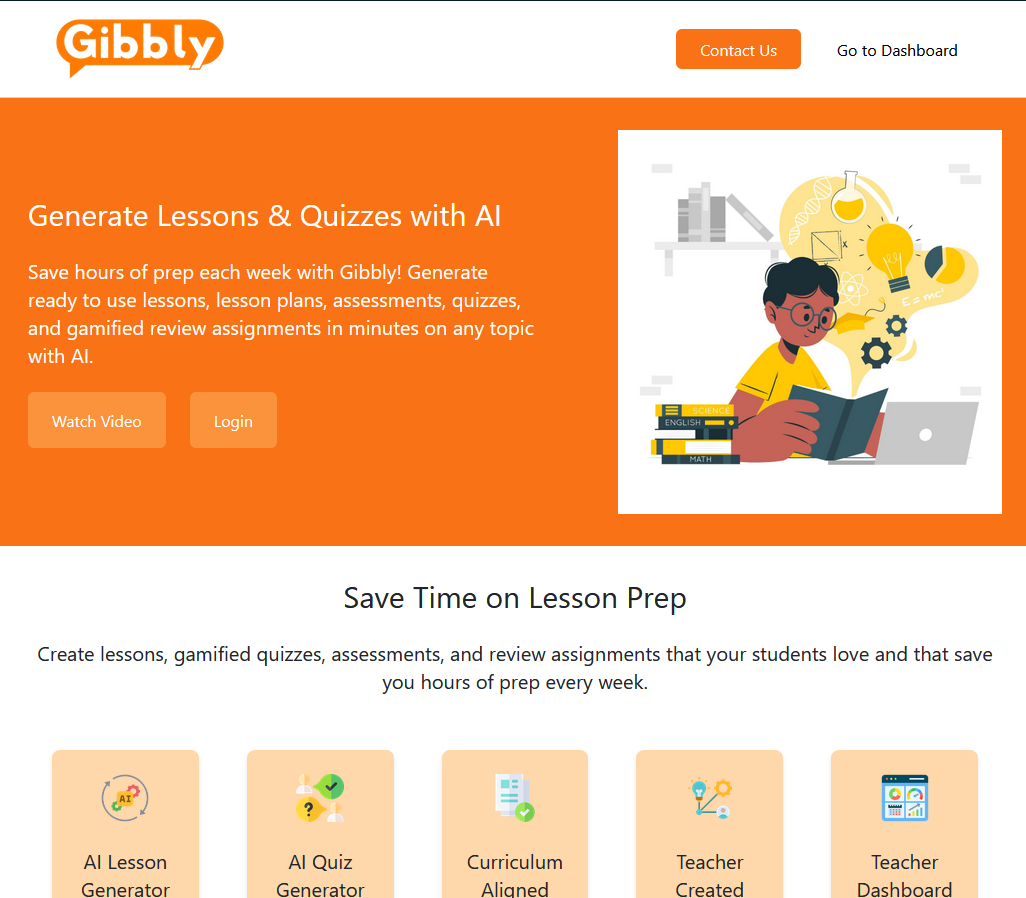 Gibbly
Contact Us
Go to Dashboard
Generate Lessons & Quizzes with AI
Save hours of prep each week with Gibbly! Generate
ready to use lessons, lesson plans, assessments, quizzes,
and gamified review assignments in minutes on any topic
with AI.
Watch Video
Login
x
E=mc²
SCIENCE
ENGLISH
MATH
Save Time on Lesson Prep
Create lessons, gamified quizzes, assessments, and review assignments that your students love and that save
you hours of prep every week.
AI
AI Lesson
Generator
?
AI Quiz
Generator
Curriculum
Aligned
Teacher
Created
Teacher
Dashboard